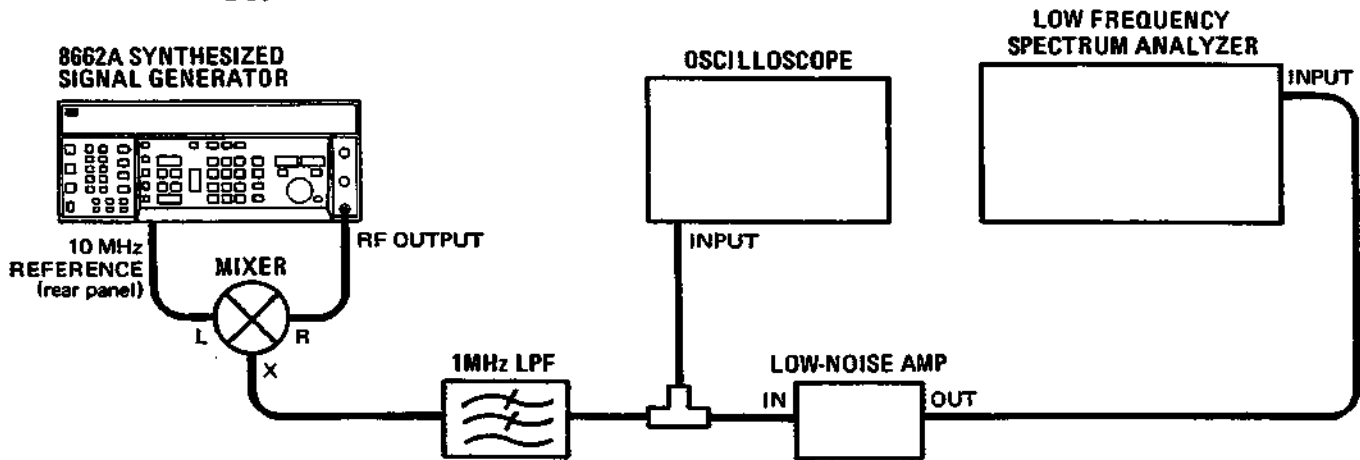 LOW FREQUENCY
SPECTRUM ANALYZER
8662A SYNTHESIZED
SIGNAL GENERATOR
OSCILLOSCOPE
INPUT
10 MHz
REFERENCE
(rear panel)
RF OUTPUT
INPUT
MIXER
L
R
X
1MHz LPF
LOW-NOISE AMP
IN
OUT